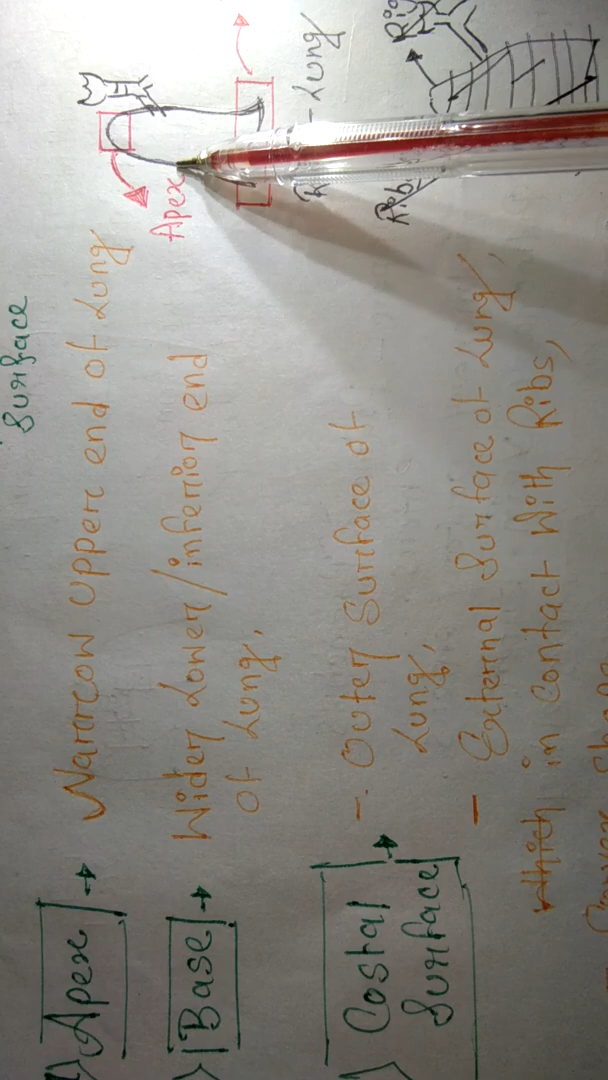 Surface
Apex → Narrow upper end of Lung
Base → Wider Lower/inferior end
of Lung,
Costal
Surface → -. Outer Surface of
Lung,
- External Surface of Lung,
which in contact with Ribs,
Apex
- Lung